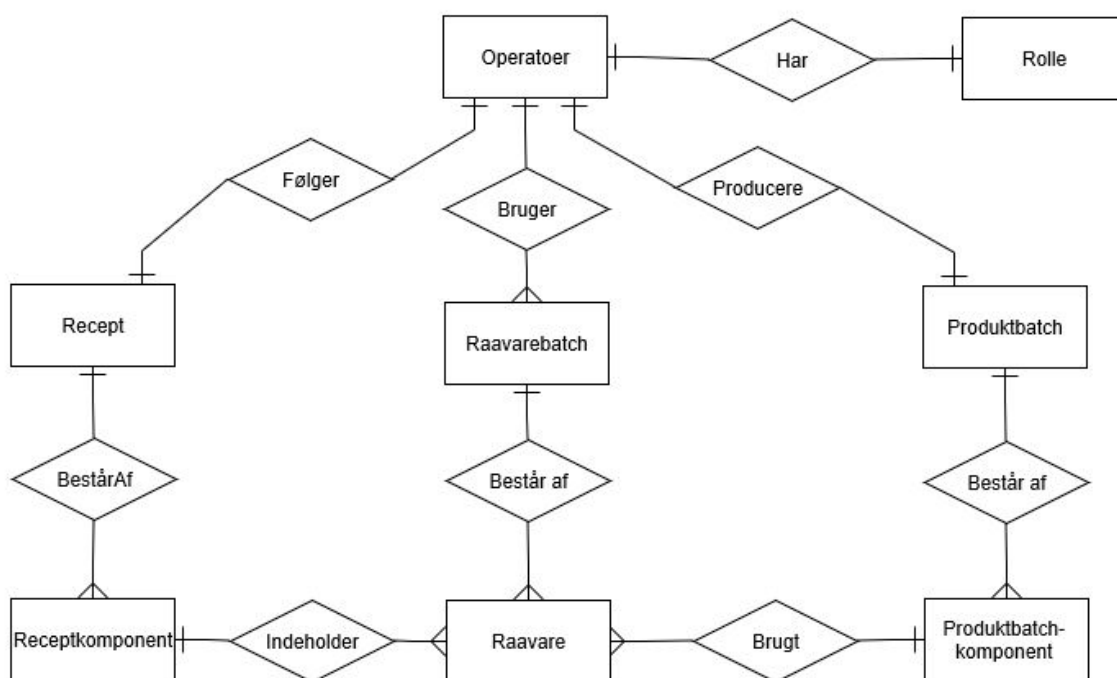 Operatoer
Har
Rolle
Følger
Bruger
Producere
Recept
Raavarebatch
Produktbatch
BestårAf
Består af
Består af
Receptkomponent
Indeholder
Raavare
Brugt
Produktbatch-
komponent